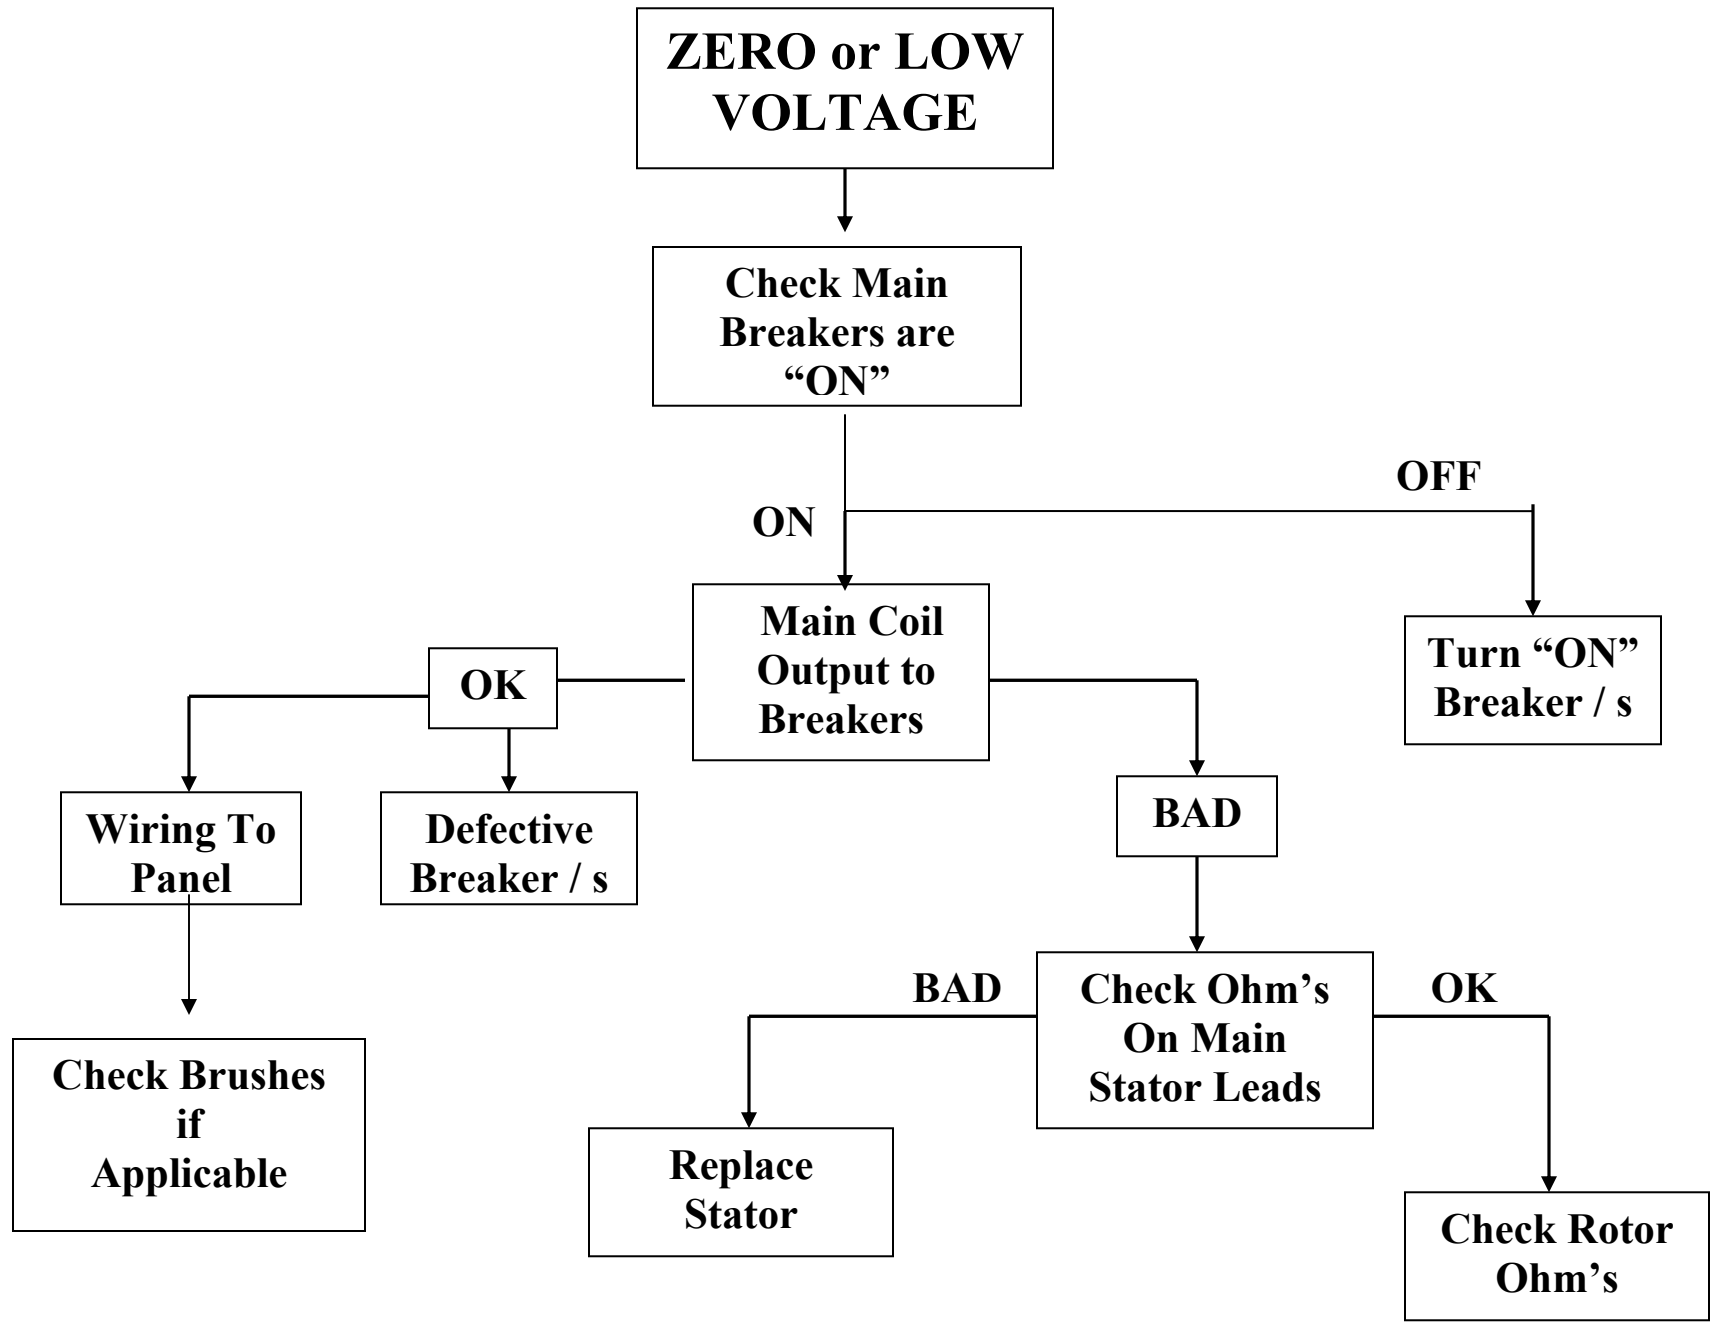 ZERO or LOW
VOLTAGE
Check Main
Breakers are
“ON”
OFF
ON
Main Coil
Output to
Breakers
OK
Turn “ON”
Breaker / s
Wiring To
Panel
Defective
Breaker / s
BAD
BAD
Check Ohm’s
On Main
Stator Leads
OK
Check Brushes
if
Applicable
Replace
Stator
Check Rotor
Ohm’s